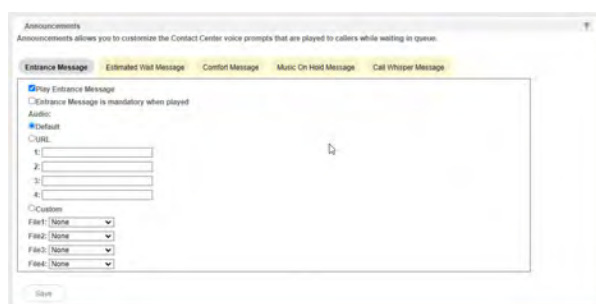 Announcements
Announcements allows you to customize the Contact Center voice prompts that are played to callers while waiting in queue.
Entrance Message Estimated Wait Message Comfort Message Music On Hold Message Call Whisper Message
Play Entrance Message
Entrance Message is mandatory when played
Audio:
Default
URL
1:
2:
3:
4:
Custom
File1: None
File2: None
File3: None
File4: None
Save